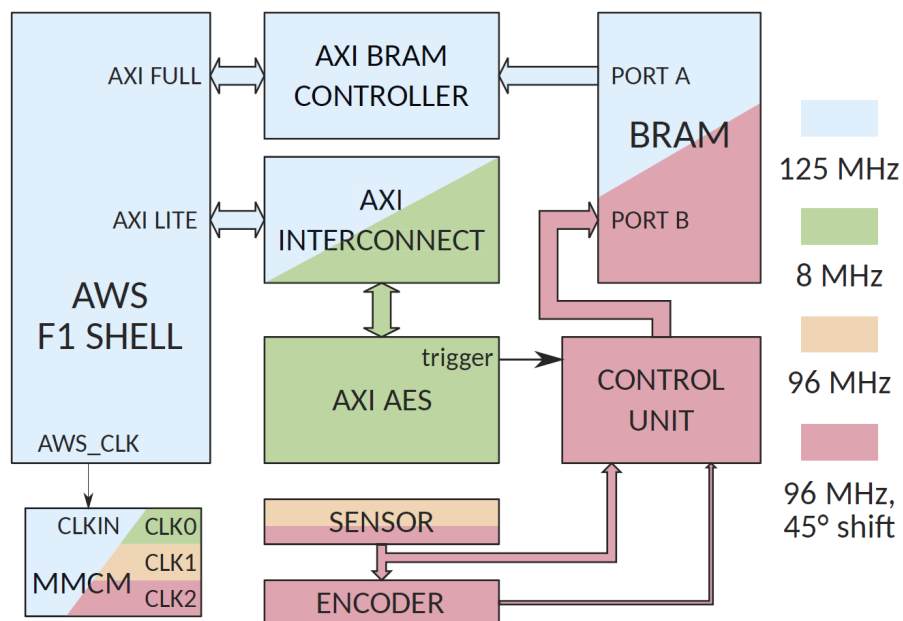 AXI FULL
AXI LITE
AWS
F1 SHELL
AWS_CLK
CLKIN
MMCM
CLK0
CLK1
CLK2
AXI BRAM
CONTROLLER
AXI
INTERCONNECT
trigger
AXI AES
SENSOR
ENCODER
PORT A
BRAM
PORT B
CONTROL
UNIT
125 MHz
8 MHz
96 MHz
96 MHz,
45° shift